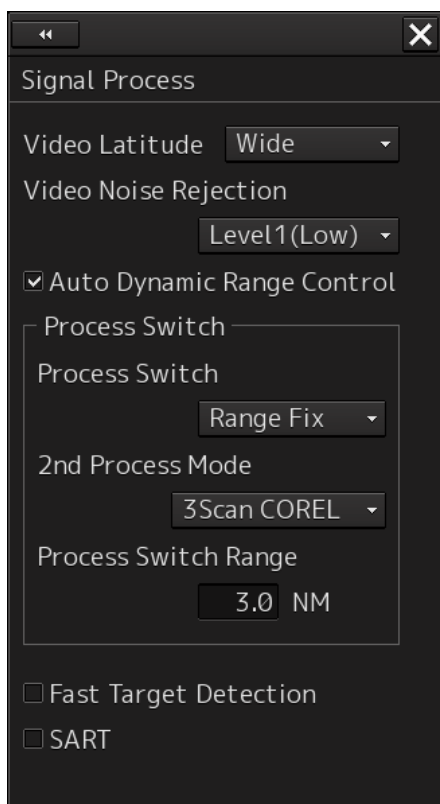 Signal Process
Video Latitude Wide
Video Noise Rejection
Level1(Low)
Auto Dynamic Range Control
Process Switch
Process Switch
Range Fix
2nd Process Mode
3Scan COREL
Process Switch Range
3.0 NM
Fast Target Detection
SART